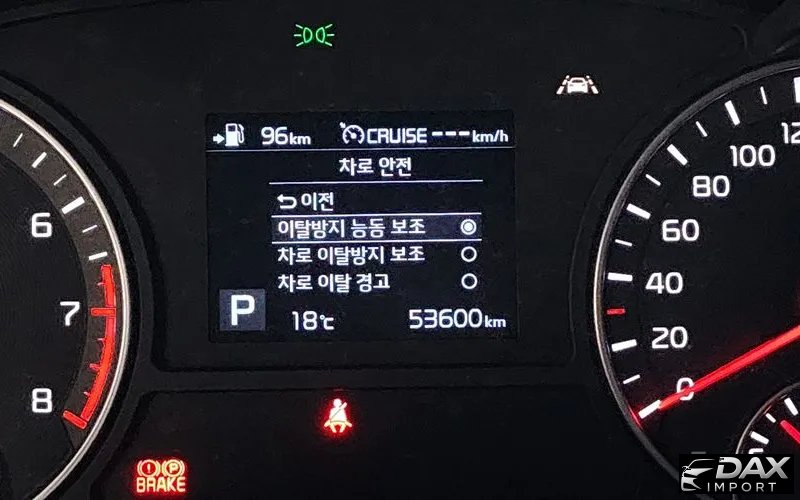 96km CRUISE --- km/h
차로 안전
이전
이탈방지 능동 보조
차로 이탈방지 보조
차로 이탈 경고
P 18°C 53600km
6
7
8
0
20
40
60
80
100
BRAKE
DAX
IMPORT